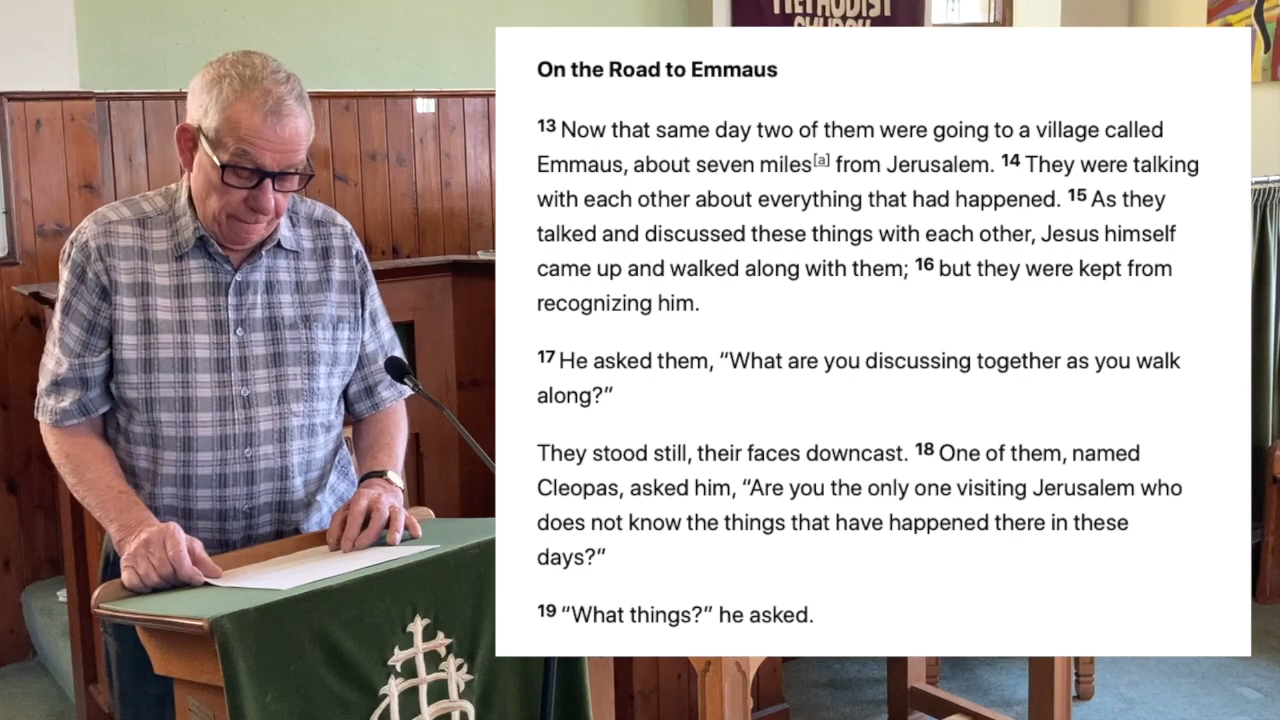 METHODIST
CHURCH
On the Road to Emmaus
13 Now that same day two of them were going to a village called
Emmaus, about seven miles[a] from Jerusalem. 14 They were talking
with each other about everything that had happened. 15 As they
talked and discussed these things with each other, Jesus himself
came up and walked along with them; 16 but they were kept from
recognizing him.
17 He asked them, “What are you discussing together as you walk
along?”
They stood still, their faces downcast. 18 One of them, named
Cleopas, asked him, “Are you the only one visiting Jerusalem who
does not know the things that have happened there in these
days?”
19 “What things?” he asked.